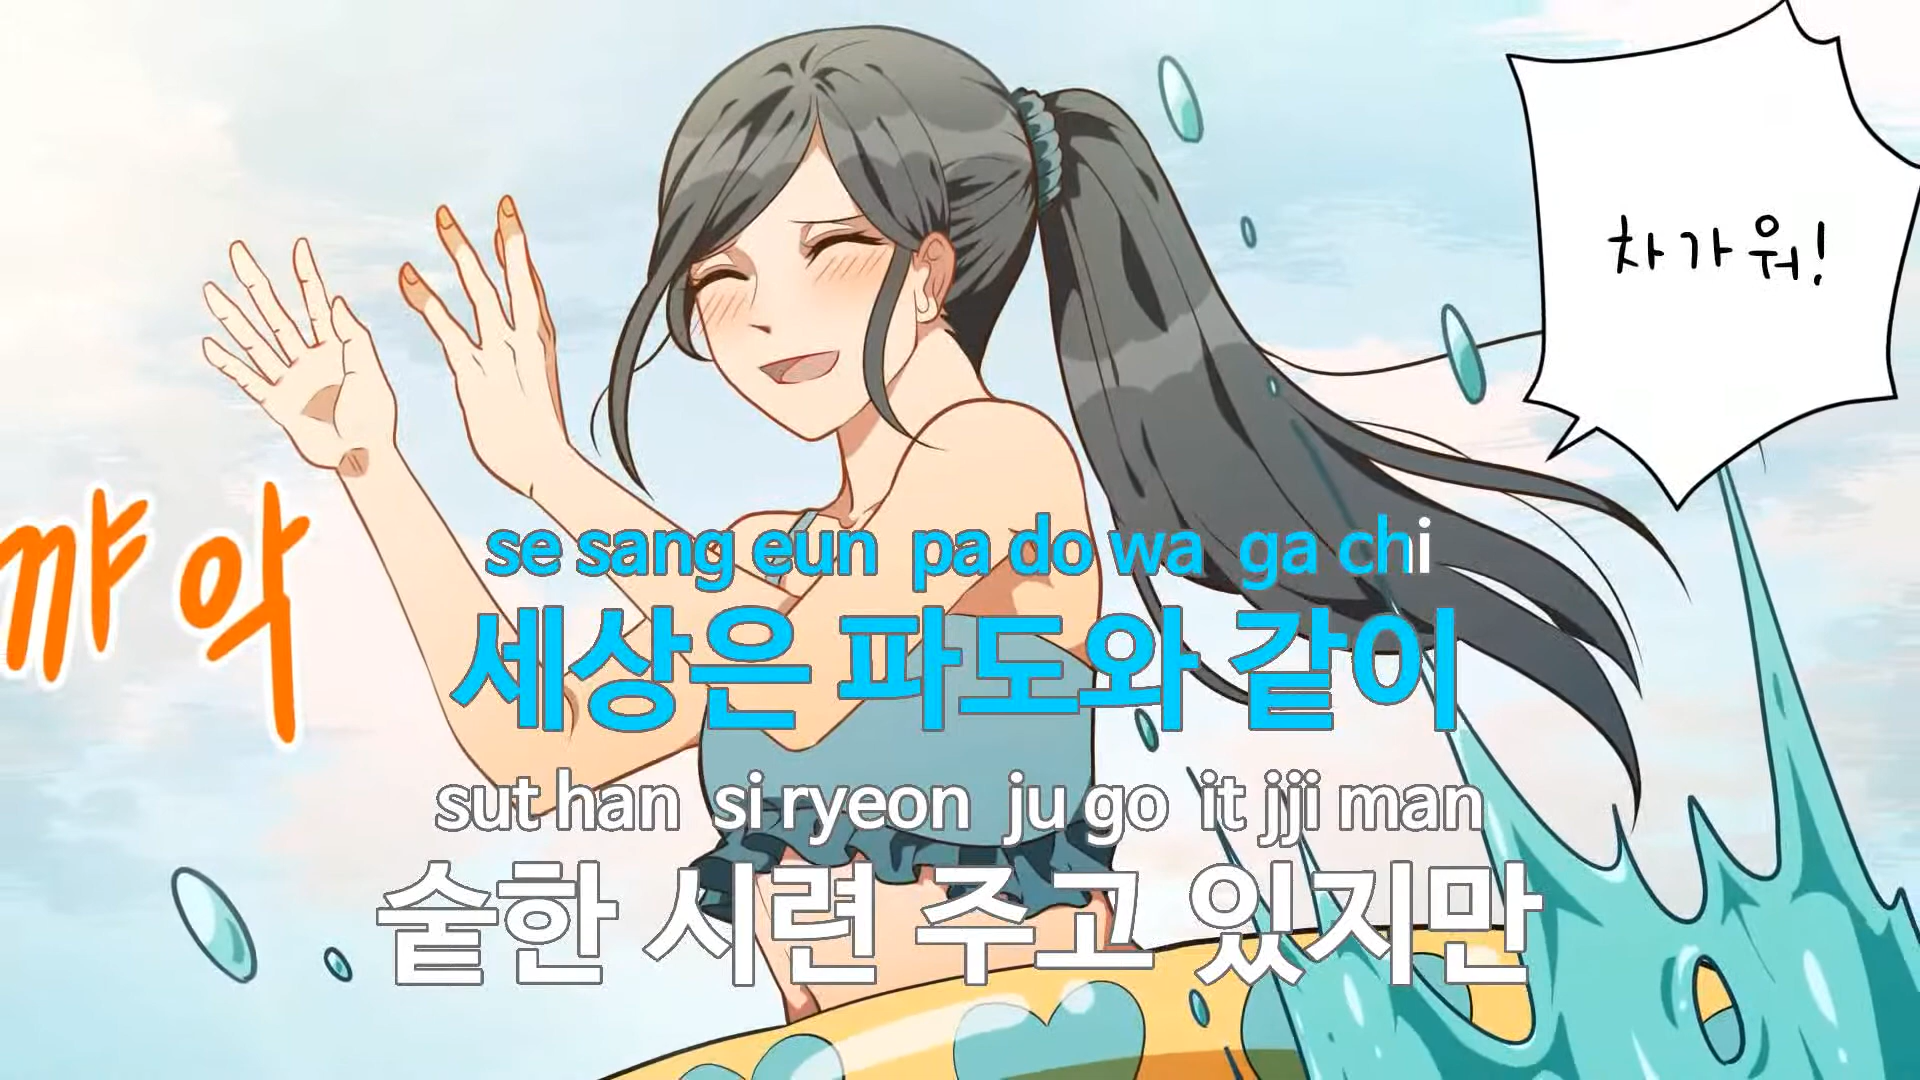 차가워!
꺄악
se sang eun pa do wa ga chi
세상은 파도와 같이
sut han si ryeon ju go it jji man
숱한 시련 주고 있지만